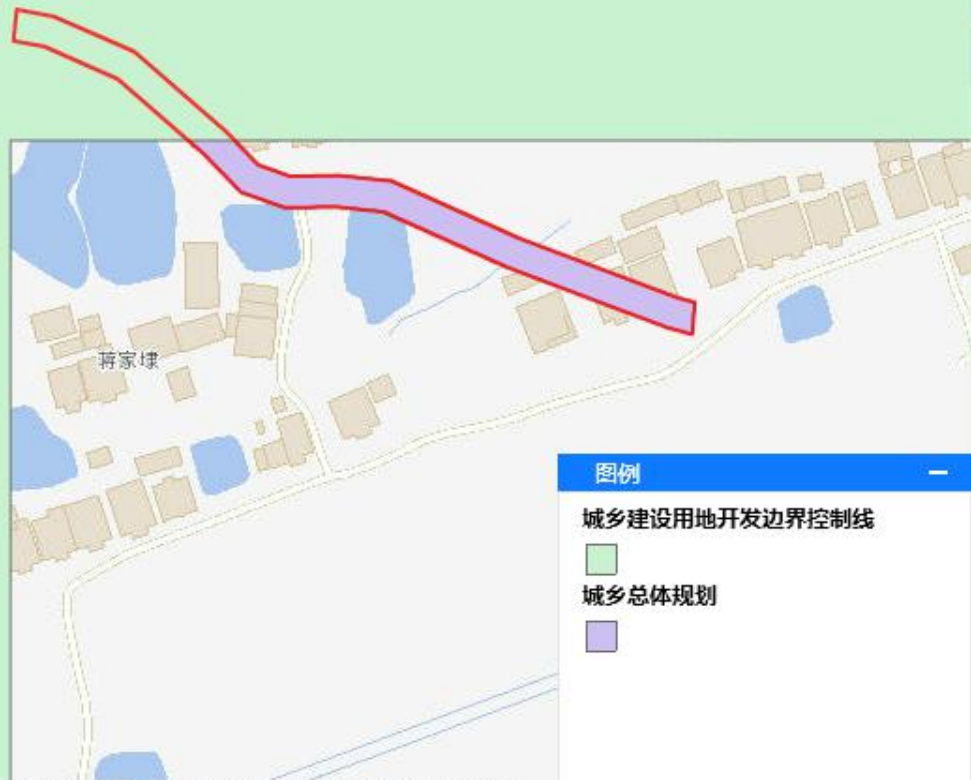 蒋家埭
图例
城乡建设用地开发边界控制线
城乡总体规划